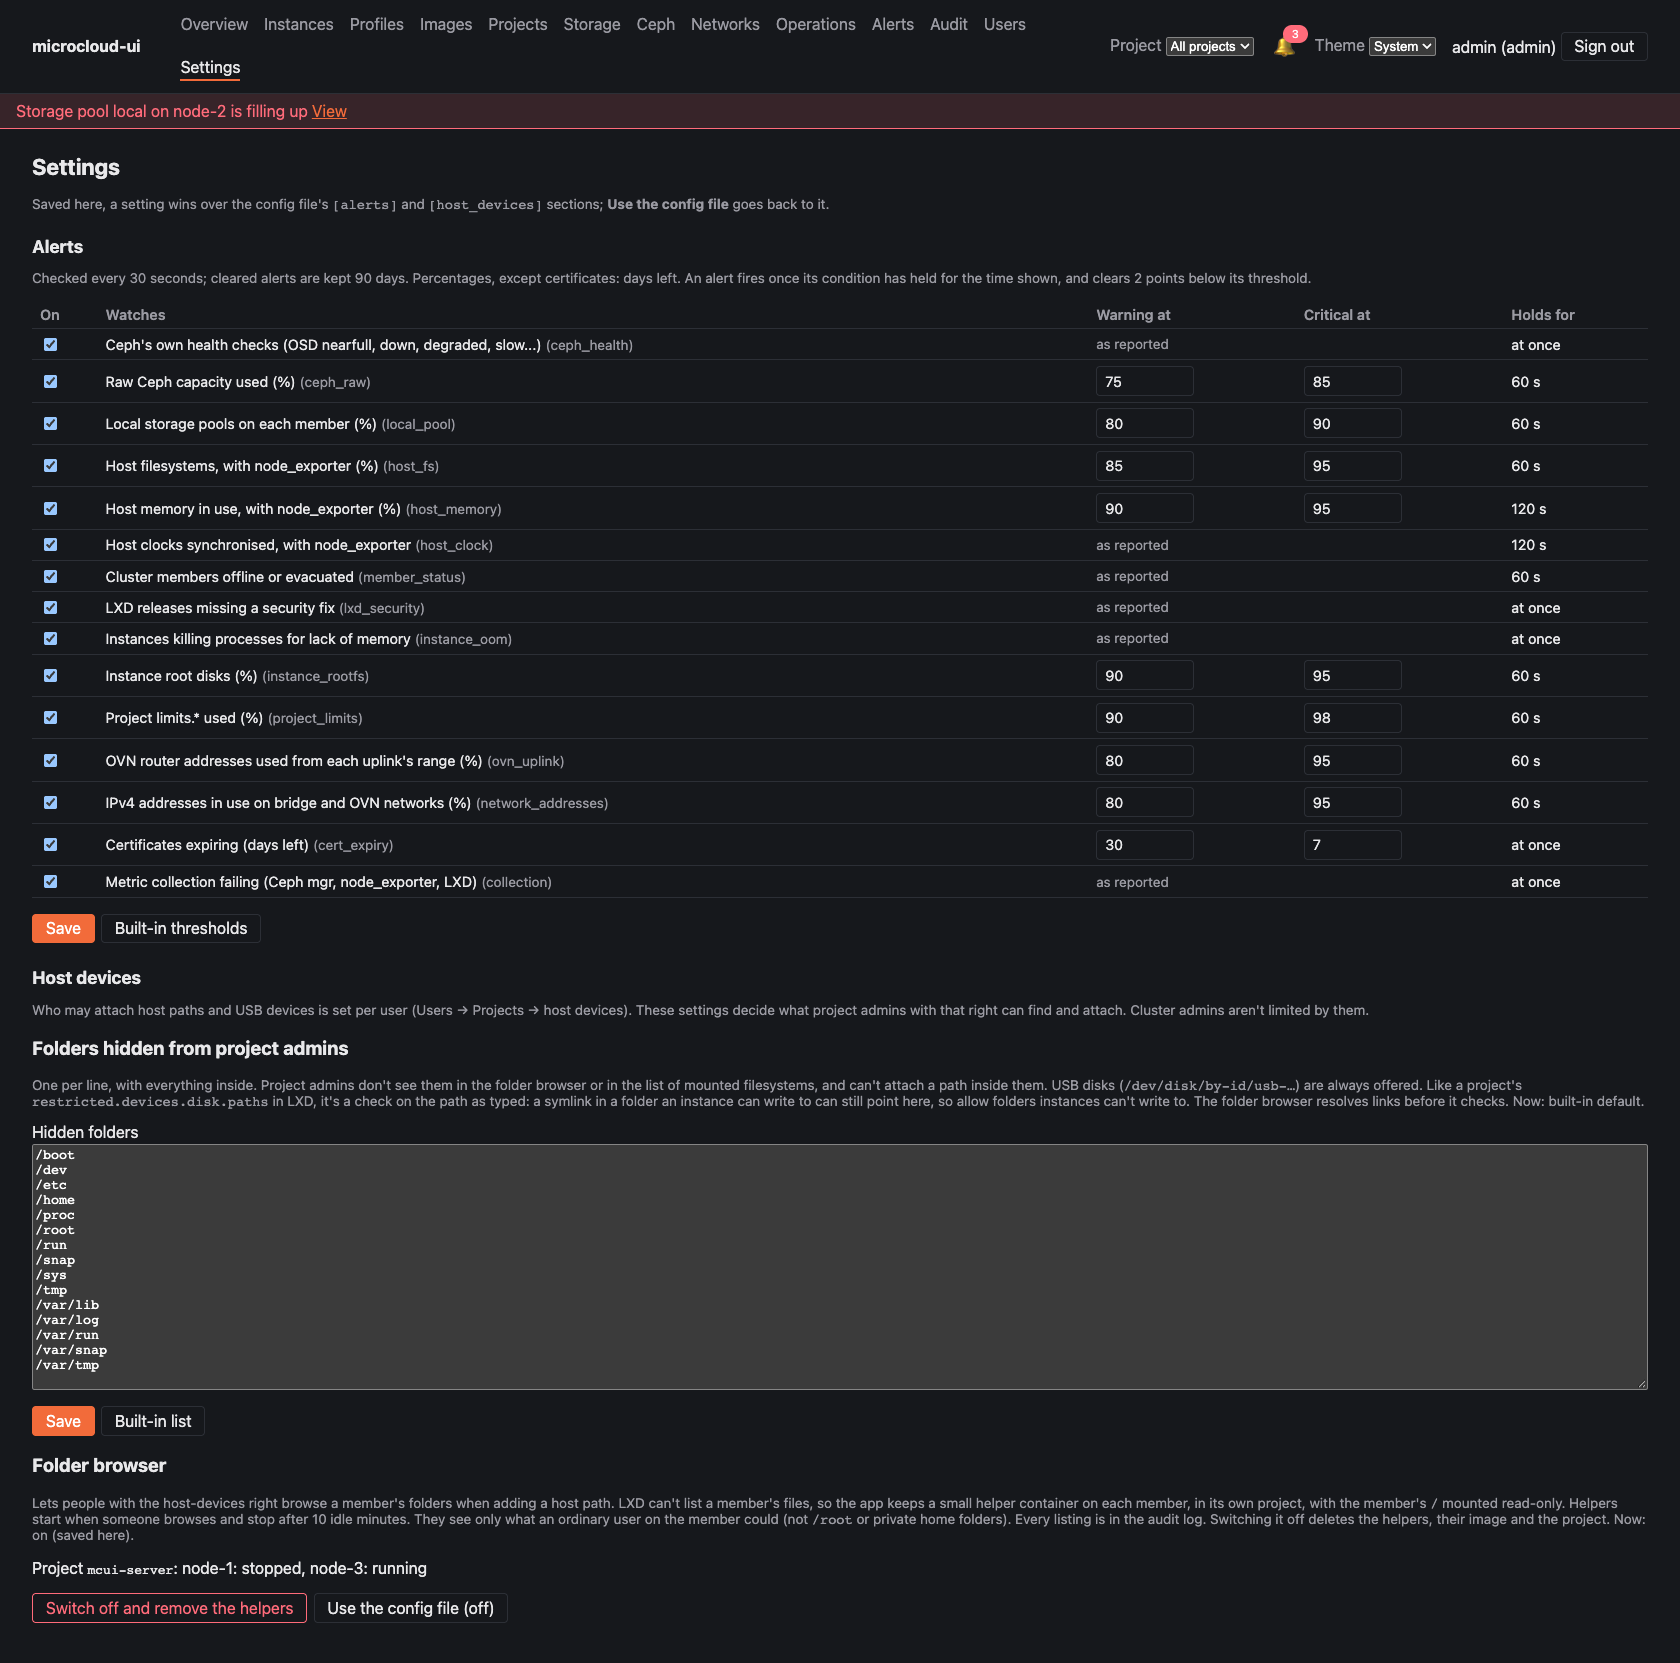 microcloud-ui
Overview Instances Profiles Images Projects Storage Ceph Networks Operations Alerts Audit Users
Settings
Project All projects 3 Theme System admin (admin) Sign out
Storage pool local on node-2 is filling up View
Settings
Saved here, a setting wins over the config file's [alerts] and [host_devices] sections; Use the config file goes back to it.
Alerts
Checked every 30 seconds; cleared alerts are kept 90 days. Percentages, except certificates: days left. An alert fires once its condition has held for the time shown, and clears 2 points below its threshold.
On Watches Warning at Critical at Holds for
Ceph's own health checks (OSD nearfull, down, degraded, slow...) (ceph_health) as reported at once
Raw Ceph capacity used (%) (ceph_raw) 75 85 60 s
Local storage pools on each member (%) (local_pool) 80 90 60 s
Host filesystems, with node_exporter (%) (host_fs) 85 95 60 s
Host memory in use, with node_exporter (%) (host_memory) 90 95 120 s
Host clocks synchronised, with node_exporter (host_clock) as reported 120 s
Cluster members offline or evacuated (member_status) as reported 60 s
LXD releases missing a security fix (lxd_security) as reported at once
Instances killing processes for lack of memory (instance_oom) as reported at once
Instance root disks (%) (instance_rootfs) 90 95 60 s
Project limits.* used (%) (project_limits) 90 98 60 s
OVN router addresses used from each uplink's range (%) (ovn_uplink) 80 95 60 s
IPv4 addresses in use on bridge and OVN networks (%) (network_addresses) 80 95 60 s
Certificates expiring (days left) (cert_expiry) 30 7 at once
Metric collection failing (Ceph mgr, node_exporter, LXD) (collection) as reported at once
Save Built-in thresholds
Host devices
Who may attach host paths and USB devices is set per user (Users → Projects → host devices). These settings decide what project admins with that right can find and attach. Cluster admins aren't limited by them.
Folders hidden from project admins
One per line, with everything inside. Project admins don't see them in the folder browser or in the list of mounted filesystems, and can't attach a path inside them. USB disks (/dev/disk/by-id/usb-…) are always offered. Like a project's
restricted.devices.disk.paths in LXD, it's a check on the path as typed: a symlink in a folder an instance can write to can still point here, so allow folders instances can't write to. The folder browser resolves links before it checks. Now: built-in default.
Hidden folders
/boot
/dev
/etc
/home
/proc
/root
/run
/snap
/sys
/tmp
/var/lib
/var/log
/var/run
/var/snap
/var/tmp
Save Built-in list
Folder browser
Lets people with the host-devices right browse a member's folders when adding a host path. LXD can't list a member's files, so the app keeps a small helper container on each member, in its own project, with the member's / mounted read-only. Helpers
start when someone browses and stop after 10 idle minutes. They see only what an ordinary user on the member could (not /root or private home folders). Every listing is in the audit log. Switching it off deletes the helpers, their image and the project. Now:
on (saved here).
Project mcui-server: node-1: stopped, node-3: running
Switch off and remove the helpers Use the config file (off)